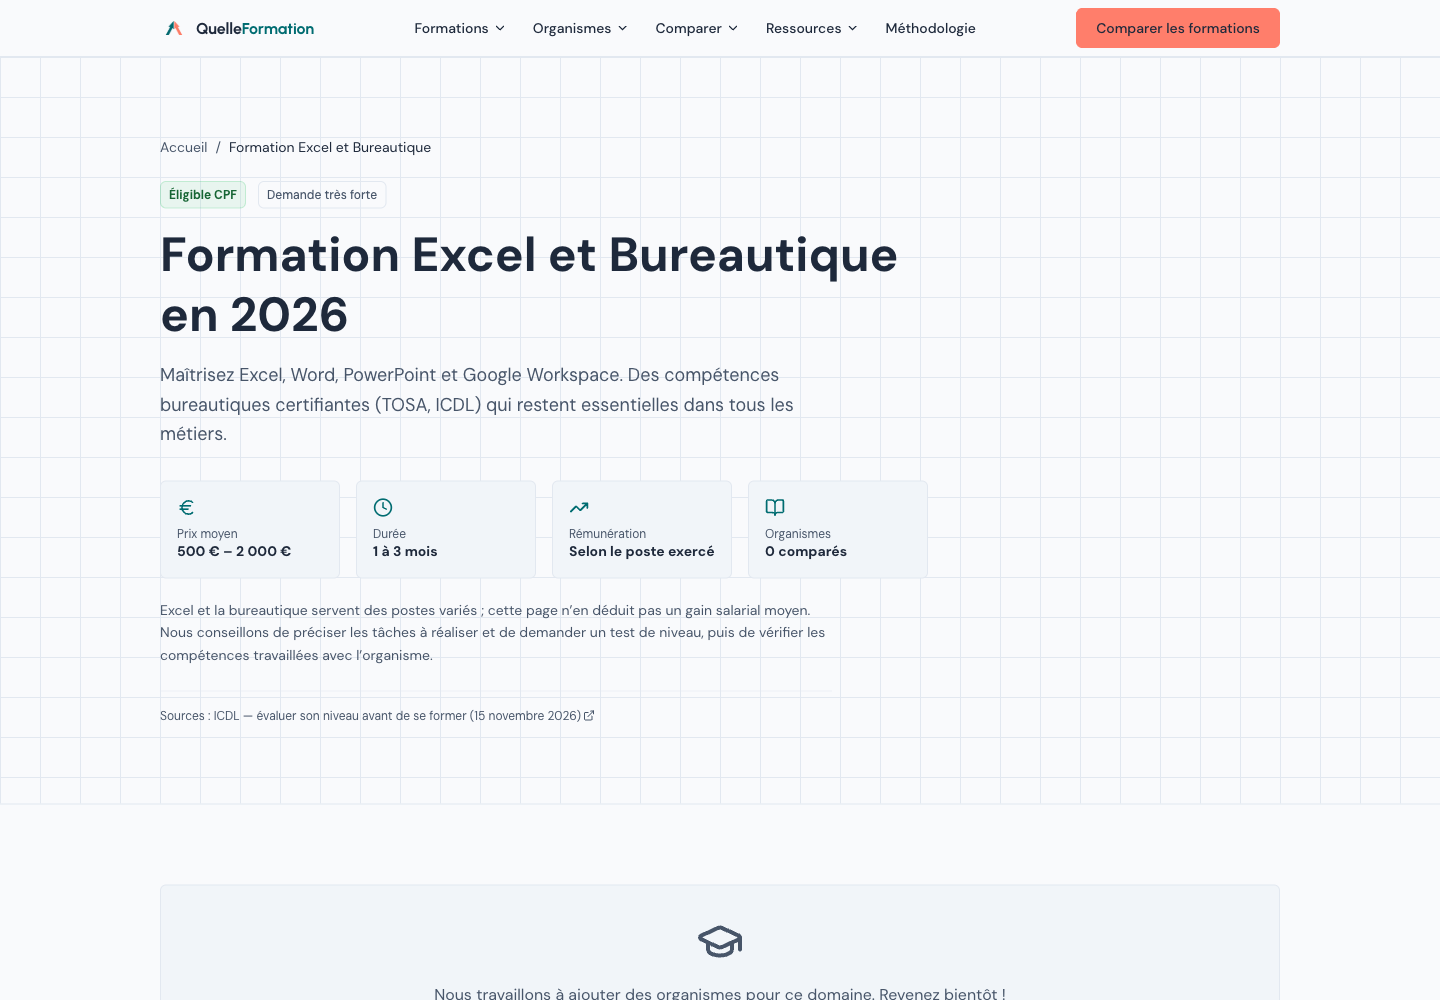 QuelleFormation
Formations
Organismes
Comparer
Ressources
Méthodologie
Comparer les formations
Accueil / Formation Excel et Bureautique
Éligible CPF
Demande très forte
Formation Excel et Bureautique
en 2026
Maîtrisez Excel, Word, PowerPoint et Google Workspace. Des compétences
bureautiques certifiantes (TOSA, ICDL) qui restent essentielles dans tous les
métiers.
Prix moyen
500 € – 2 000 €
Durée
1 à 3 mois
Rémunération
Selon le poste exercé
Organismes
0 comparés
Excel et la bureautique servent des postes variés ; cette page n’en déduit pas un gain salarial moyen.
Nous conseillons de préciser les tâches à réaliser et de demander un test de niveau, puis de vérifier les
compétences travaillées avec l’organisme.
Sources : ICDL — évaluer son niveau avant de se former (15 novembre 2026)
Nous travaillons à ajouter des organismes pour ce domaine. Revenez bientôt !